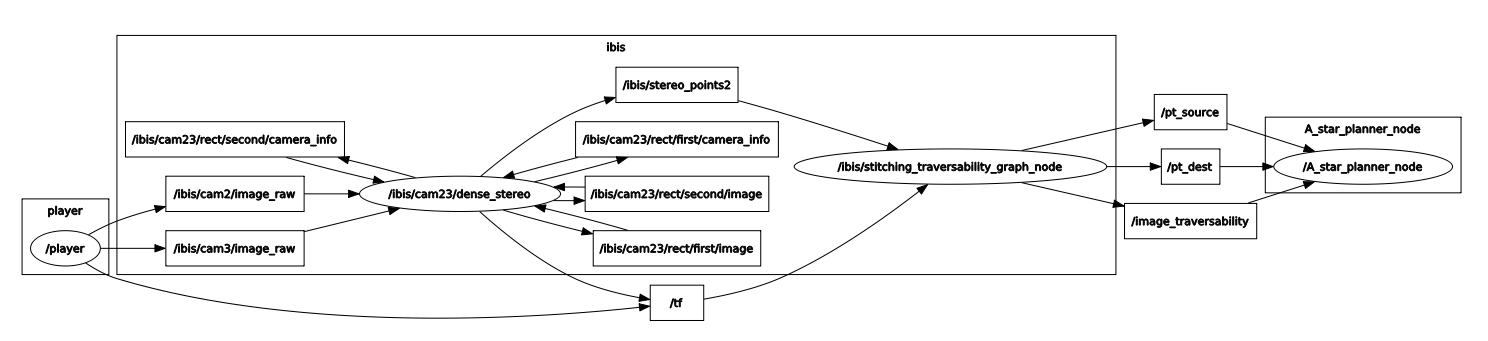 ibis
/ibis/stereo_points2
/pt_source
A_star_planner_node
/ibis/cam23/rect/second/camera_info
/ibis/cam23/rect/first/camera_info
/ibis/stitching_traversability_graph_node
/pt_dest
/A_star_planner_node
/ibis/cam2/image_raw
/ibis/cam23/dense_stereo
/ibis/cam23/rect/second/image
player
/image_traversability
/player
/ibis/cam3/image_raw
/ibis/cam23/rect/first/image
/tf